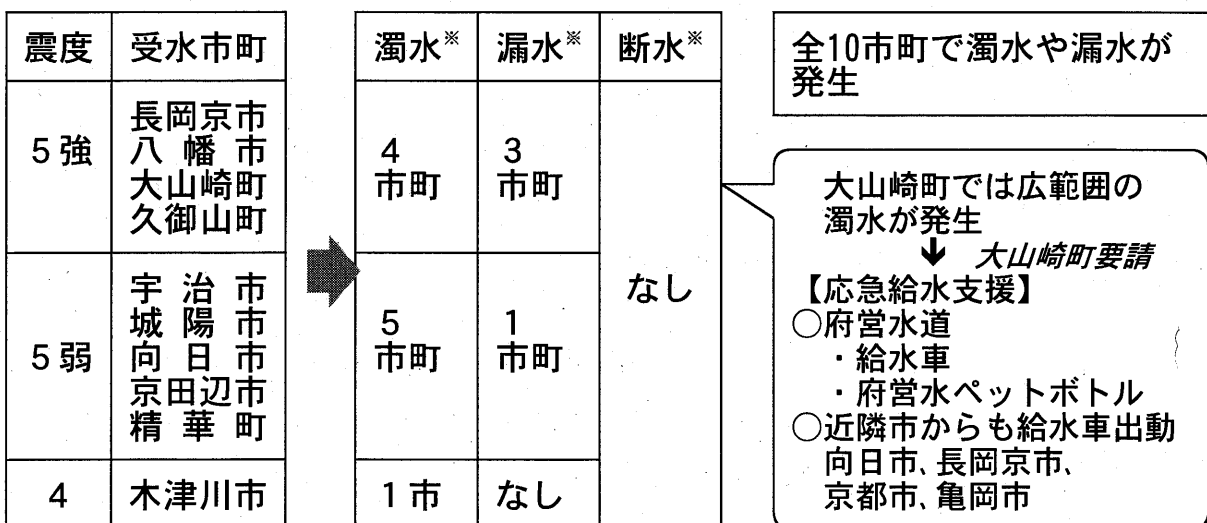 震度 受水市町 濁水※ 漏水※ 断水※
5強
長岡京市
八幡市
大山崎町
久御山町
4
市町
3
市町
なし
5弱
宇治市
城陽市
向日市
京田辺市
精華町
5
市町
1
市町
4 木津川市 1市 なし
全10市町で濁水や漏水が
発生
大山崎町では広範囲の
濁水が発生
↓ 大山崎町要請
【応急給水支援】
○府営水道
・給水車
・府営水ペットボトル
○近隣市からも給水車出動
向日市、長岡京市、
京都市、亀岡市